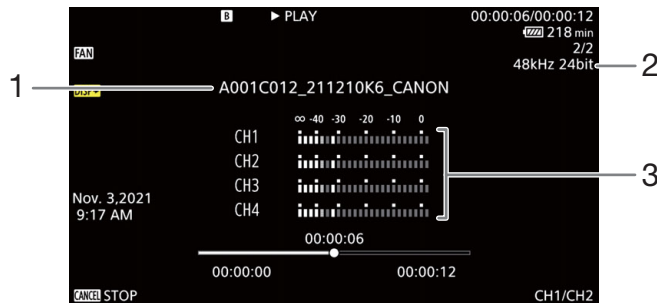 B ▶ PLAY 00:00:06/00:00:12
218 min
FAN 2/2
48kHz 24bit 2
1 DISP A001C012_211210K6_CANON
∞ -40 -30 -20 -10 0
CH1
CH2
CH3 3
CH4
Nov. 3,2021
9:17 AM
00:00:06
00:00:00 00:00:12
CANCEL STOP CH1/CH2